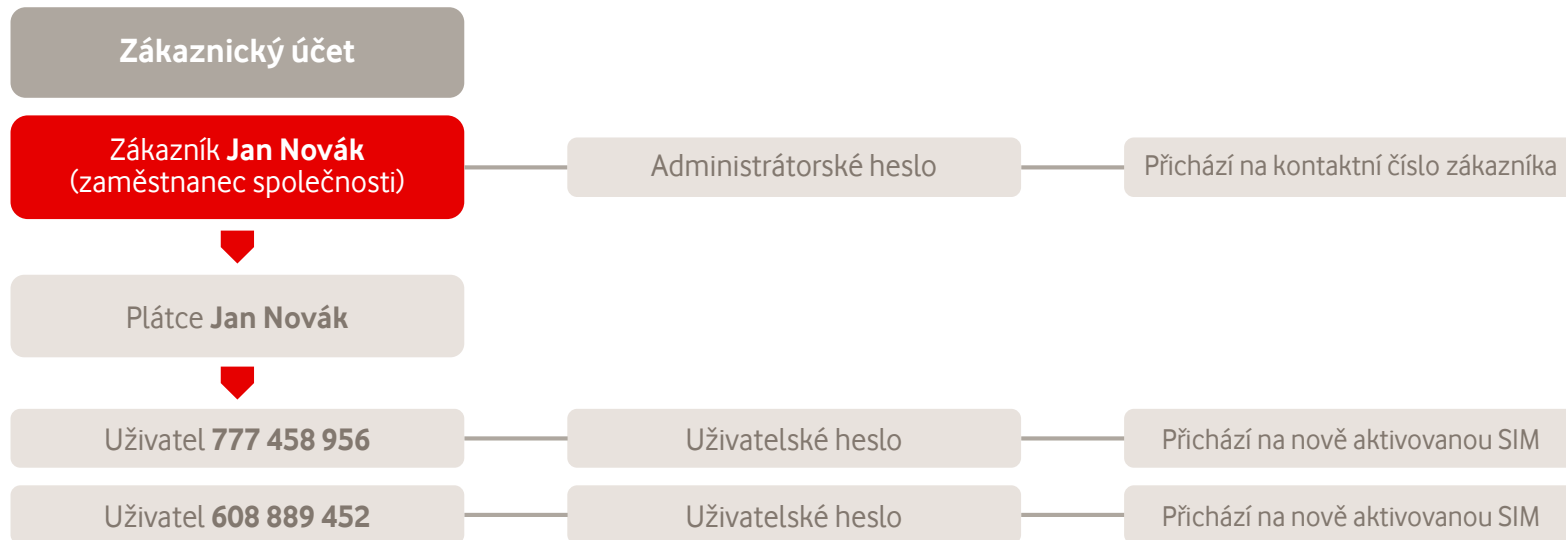 Zákaznický účet
Zákazník Jan Novák
(zaměstnanec společnosti)
Administrátorské heslo
Přichází na kontaktní číslo zákazníka
Plátce Jan Novák
Uživatel 777 458 956
Uživatelské heslo
Přichází na nově aktivovanou SIM
Uživatel 608 889 452
Uživatelské heslo
Přichází na nově aktivovanou SIM